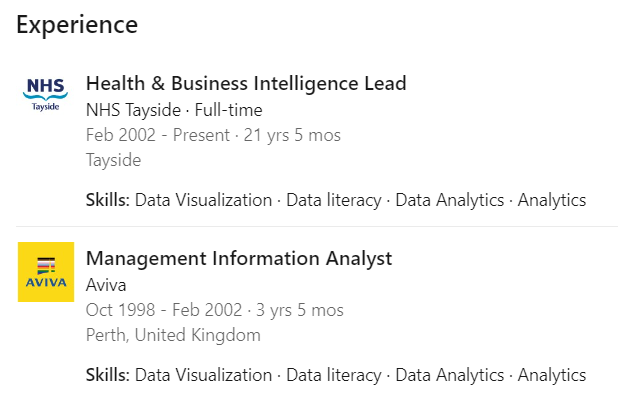 Experience
NHS
Tayside
Health & Business Intelligence Lead
NHS Tayside · Full-time
Feb 2002 - Present · 21 yrs 5 mos
Tayside
Skills: Data Visualization · Data literacy · Data Analytics · Analytics
AVIVA
Management Information Analyst
Aviva
Oct 1998 - Feb 2002 · 3 yrs 5 mos
Perth, United Kingdom
Skills: Data Visualization · Data literacy · Data Analytics · Analytics